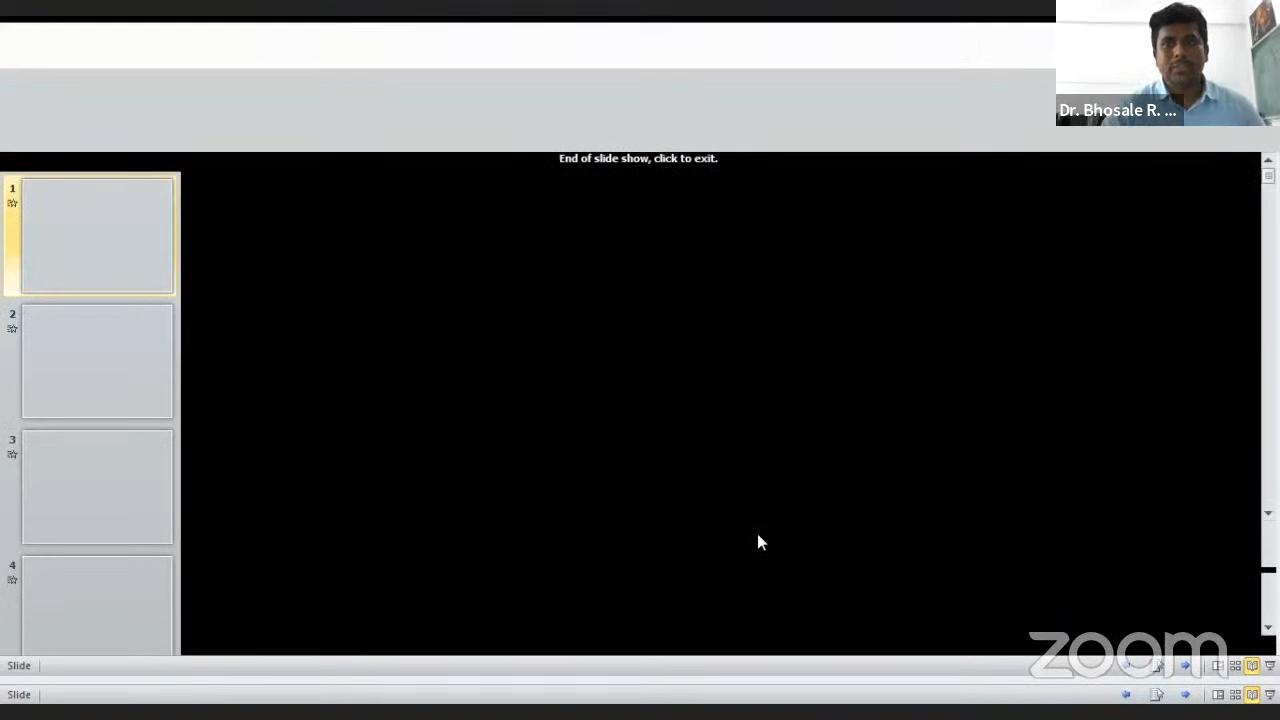 Dr. Bhosale R. ...
End of slide show, click to exit.
1
2
3
4
zoom
Slide
Slide